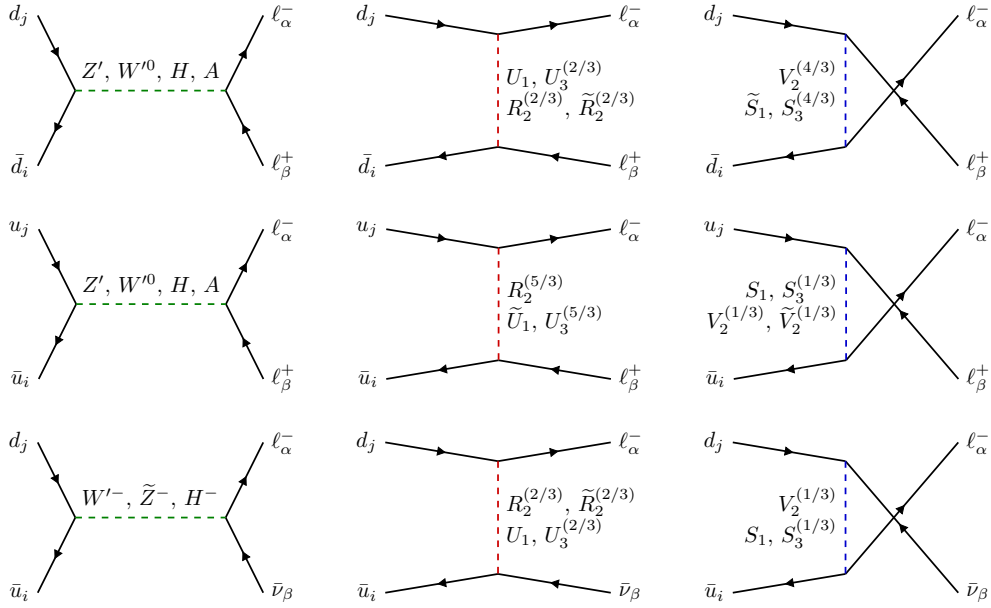 d_j ℓ_α^- d_j ℓ_α^- d_j ℓ_α^-
Z′, W′^0, H, A U_1, U_3^(2/3) V_2^(4/3)
R_2^(2/3), R̃_2^(2/3) S̃_1, S_3^(4/3)
d̄_i ℓ_β^+ d̄_i ℓ_β^+ d̄_i ℓ_β^+
u_j ℓ_α^- u_j ℓ_α^- u_j ℓ_α^-
Z′, W′^0, H, A R_2^(5/3) S_1, S_3^(1/3)
Ũ_1, U_3^(5/3) V_2^(1/3), Ṽ_2^(1/3)
ū_i ℓ_β^+ ū_i ℓ_β^+ ū_i ℓ_β^+
d_j ℓ_α^- d_j ℓ_α^- d_j ℓ_α^-
W′^-, Z̃^-, H^- R_2^(2/3), R̃_2^(2/3) V_2^(1/3)
U_1, U_3^(2/3) S_1, S_3^(1/3)
ū_i ν̄_β ū_i ν̄_β ū_i ν̄_β